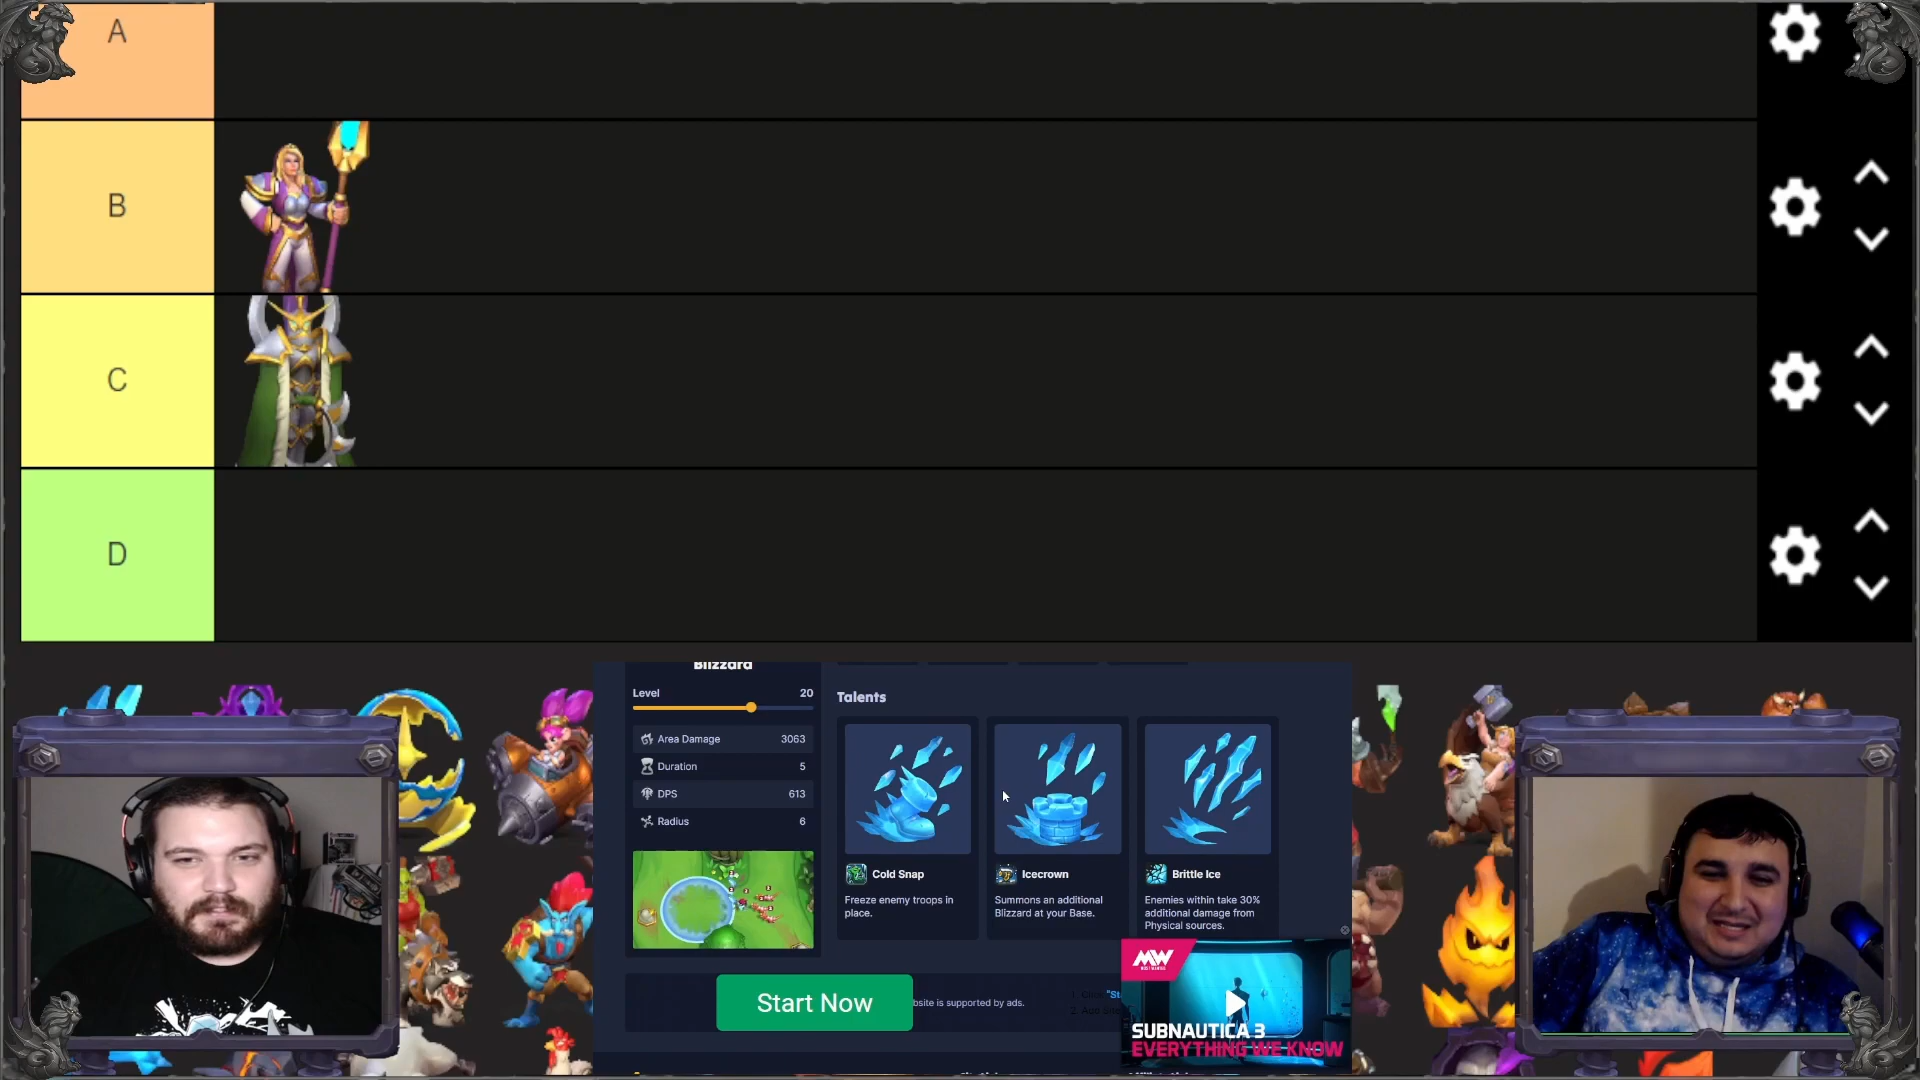 A
B
C
D
Blizzard
Level 20
Area Damage 3063
Duration 5
DPS 613
Radius 6
Talents
Cold Snap
Freeze enemy troops in
place.
Icecrown
Summons an additional
Blizzard at your Base.
Brittle Ice
Enemies within take 30%
additional damage from
Physical sources.
Start Now
bsite is supported by ads.
MW
SUBNAUTICA 3
EVERYTHING WE KNOW